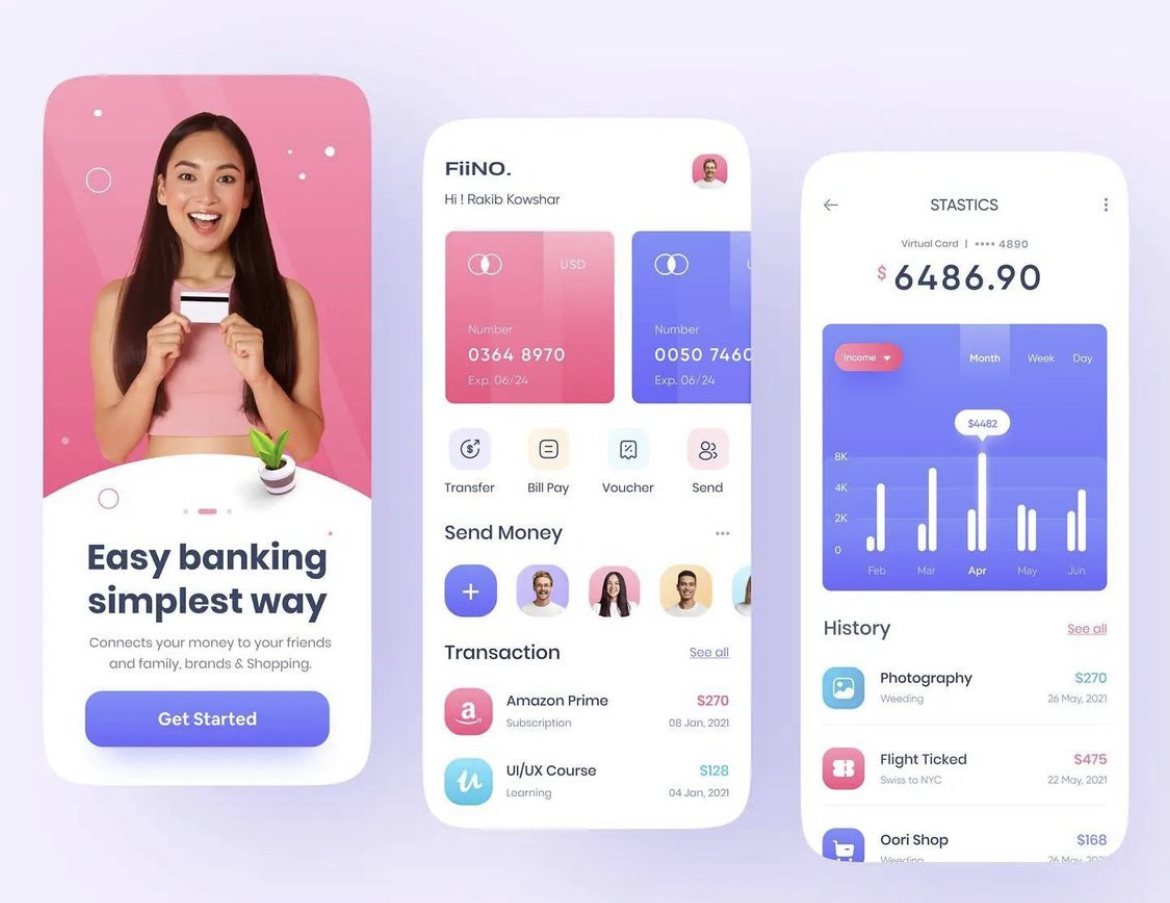 Easy banking
simplest way
Connects your money to your friends
and family, brands & Shopping.
Get Started
FiiNO.
Hi ! Rakib Kowshar
USD
Number
0364 8970
Exp. 06/24
Number
0050 7460
Exp. 06/24
Transfer
Bill Pay
Voucher
Send
Send Money
Transaction
See all
Amazon Prime
$270
Subscription
08 Jan, 2021
UI/UX Course
$128
Learning
04 Jan, 2021
STASTICS
Virtual Card | •••• 4890
$ 6486.90
Income
Month
Week
Day
$4482
8K
4K
2K
0
Feb
Mar
Apr
May
Jun
History
See all
Photography
$270
Weeding
26 May, 2021
Flight Ticked
$475
Swiss to NYC
22 May, 2021
Oori Shop
$168
Weeding
26 May, 2021